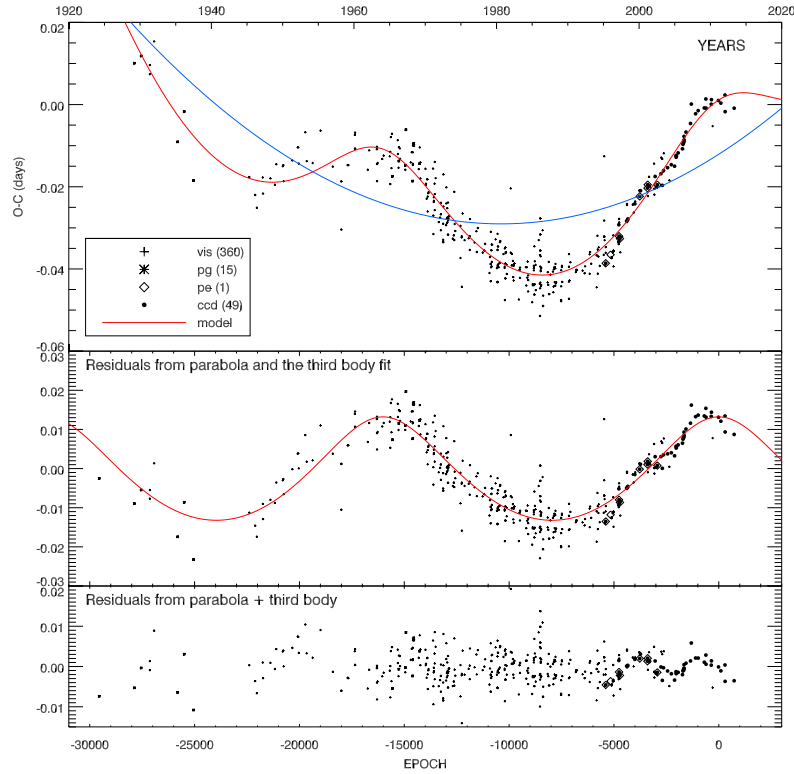 1920 1940 1960 1980 2000 2020
YEARS
0.02
0.00
-0.02
-0.04
-0.06
O-C (days)
vis (360)
pg (15)
pe (1)
ccd (49)
model
Residuals from parabola and the third body fit
0.03
0.02
0.01
0.00
-0.01
-0.02
-0.03
Residuals from parabola + third body
0.02
0.01
0.00
-0.01
-30000 -25000 -20000 -15000 -10000 -5000 0
EPOCH